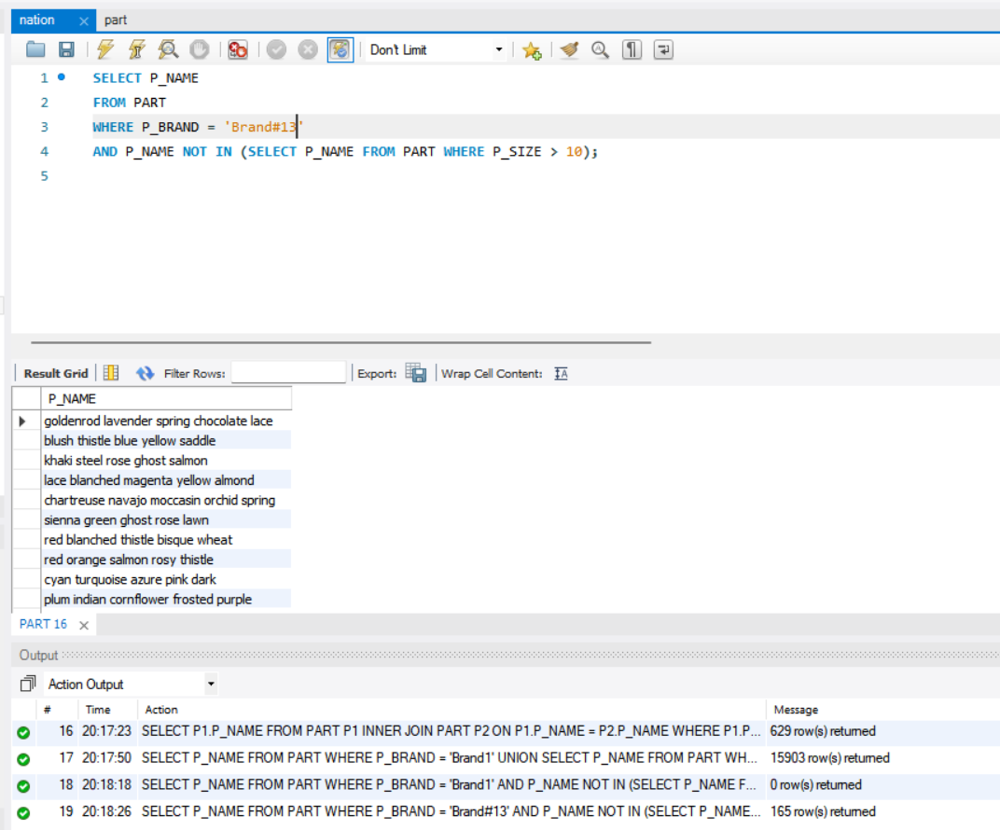 nation × part
Don't Limit
1 SELECT P_NAME
2 FROM PART
3 WHERE P_BRAND = 'Brand#13'
4 AND P_NAME NOT IN (SELECT P_NAME FROM PART WHERE P_SIZE > 10);
5
Result Grid Filter Rows: Export: Wrap Cell Content: IA
P_NAME
goldenrod lavender spring chocolate lace
blush thistle blue yellow saddle
khaki steel rose ghost salmon
lace blanched magenta yellow almond
chartreuse navajo moccasin orchid spring
sienna green ghost rose lawn
red blanched thistle bisque wheat
red orange salmon rosy thistle
cyan turquoise azure pink dark
plum indian cornflower frosted purple
PART 16 ×
Output
Action Output
# Time Action Message
16 20:17:23 SELECT P1.P_NAME FROM PART P1 INNER JOIN PART P2 ON P1.P_NAME = P2.P_NAME WHERE P1.P... 629 row(s) returned
17 20:17:50 SELECT P_NAME FROM PART WHERE P_BRAND = 'Brand1' UNION SELECT P_NAME FROM PART WH... 15903 row(s) returned
18 20:18:18 SELECT P_NAME FROM PART WHERE P_BRAND = 'Brand1' AND P_NAME NOT IN (SELECT P_NAME F... 0 row(s) returned
19 20:18:26 SELECT P_NAME FROM PART WHERE P_BRAND = 'Brand#13' AND P_NAME NOT IN (SELECT P_NAME... 165 row(s) returned